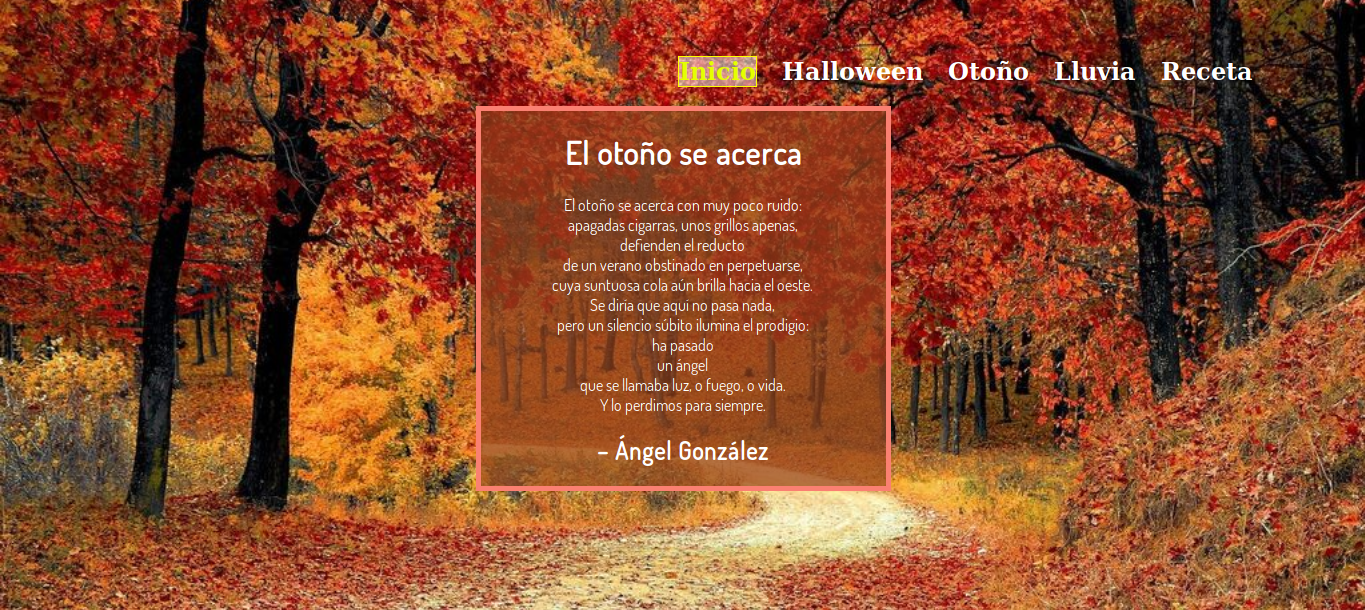 Inicio Halloween Otoño Lluvia Receta
El otoño se acerca
El otoño se acerca con muy poco ruido:
apagadas cigarras, unos grillos apenas,
defienden el reducto
de un verano obstinado en perpetuarse,
cuya suntuosa cola aún brilla hacia el oeste.
Se diría que aqui no pasa nada,
pero un silencio súbito ilumina el prodigio:
ha pasado
un ángel
que se llamaba luz, o fuego, o vida.
Y lo perdimos para siempre.
– Ángel González